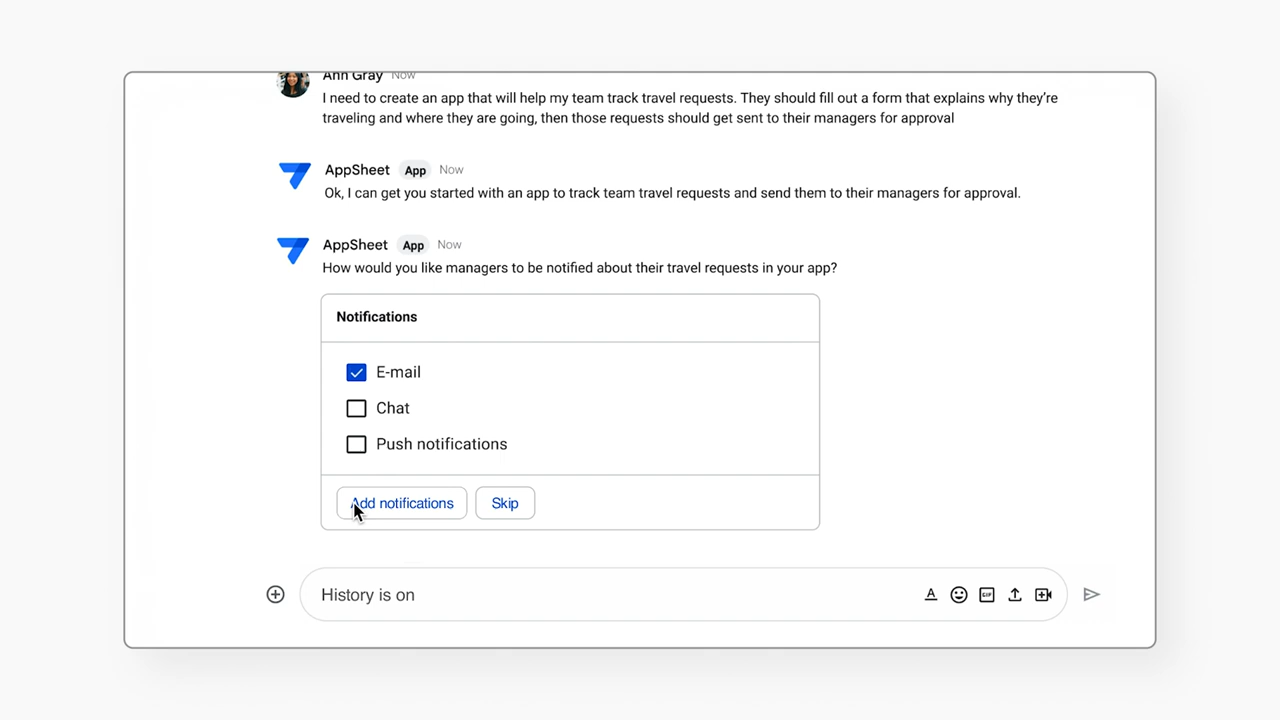 Ann Gray Now
I need to create an app that will help my team track travel requests. They should fill out a form that explains why they're
traveling and where they are going, then those requests should get sent to their managers for approval
AppSheet App Now
Ok, I can get you started with an app to track team travel requests and send them to their managers for approval.
AppSheet App Now
How would you like managers to be notified about their travel requests in your app?
Notifications
E-mail
Chat
Push notifications
Add notifications Skip
History is on
A GIF